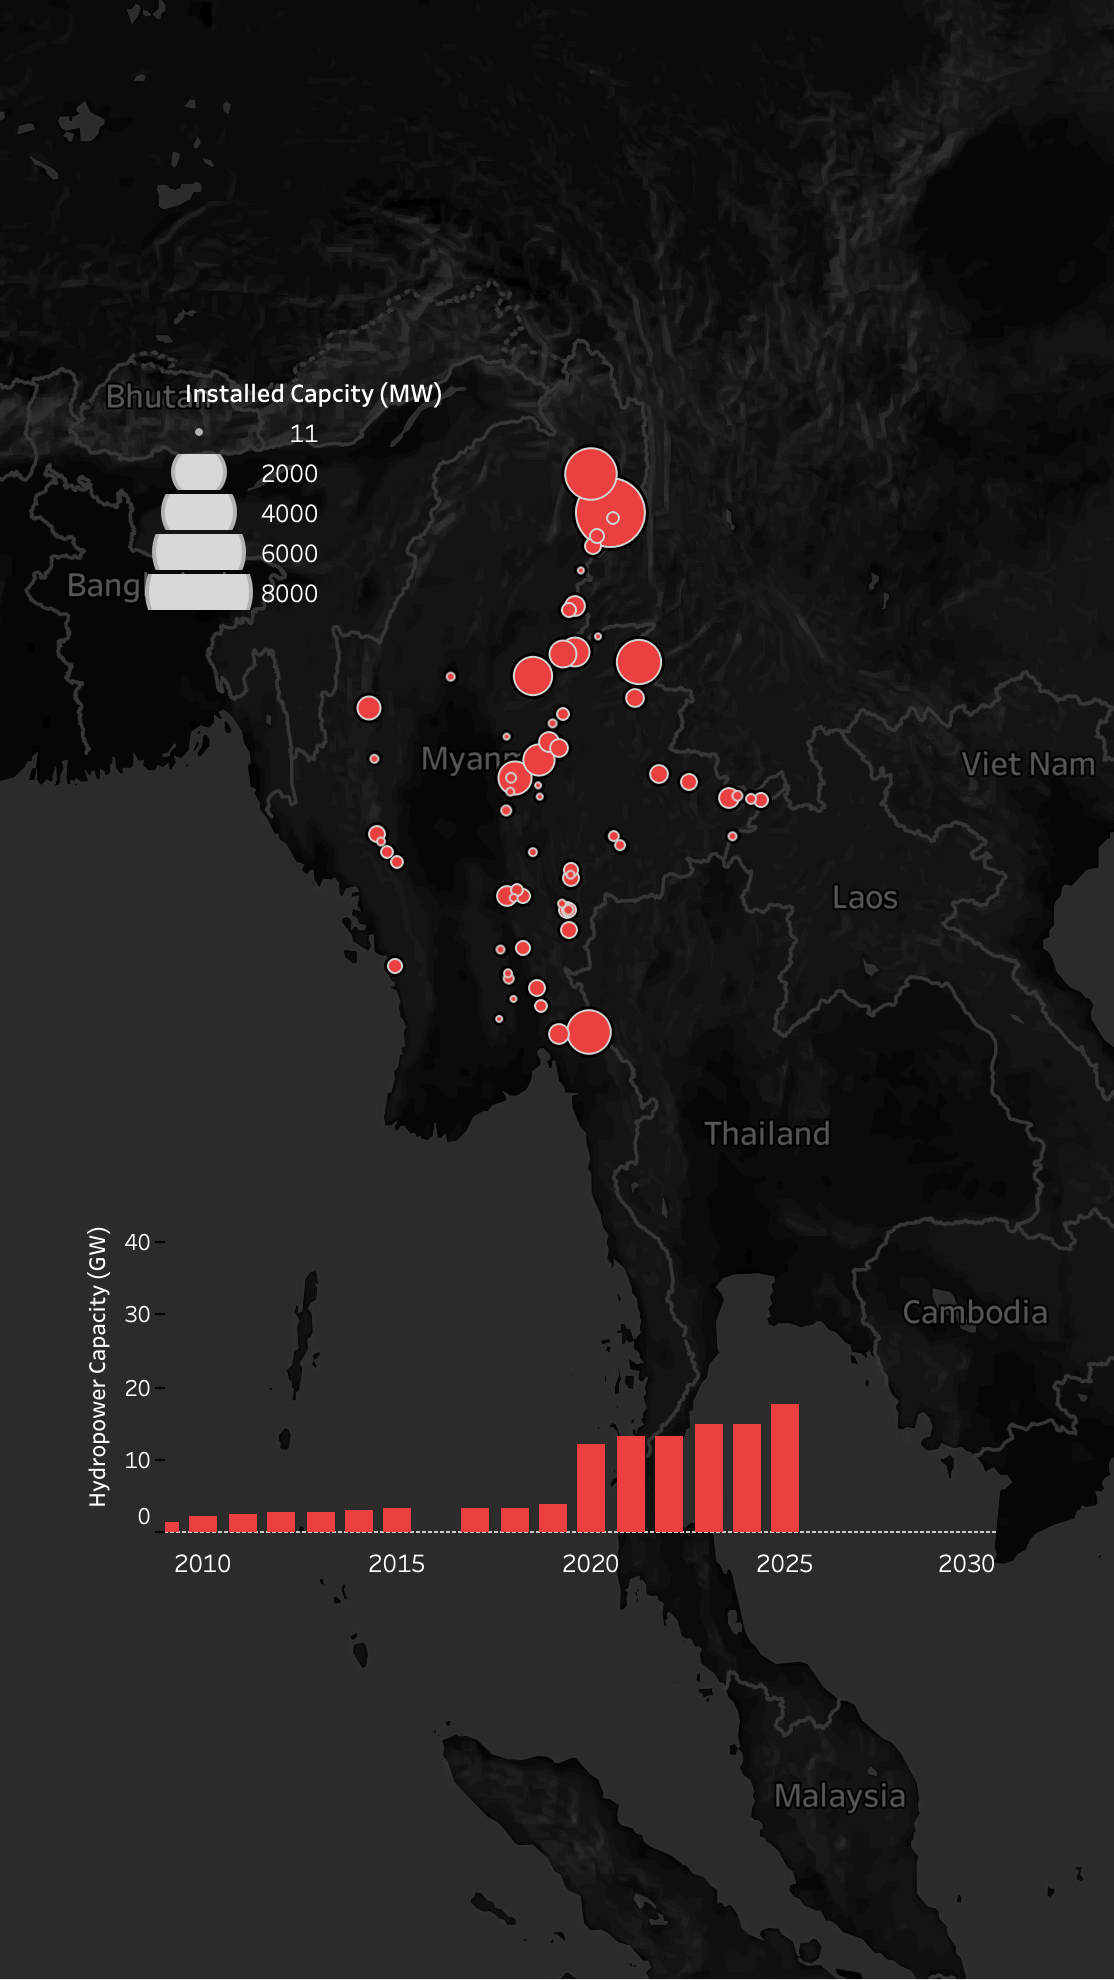 Bhutan
Installed Capcity (MW)
11
2000
4000
6000
8000
Bang
Myann
Viet Nam
Laos
Thailand
Cambodia
Malaysia
Hydropower Capacity (GW)
40
30
20
10
0
2010 2015 2020 2025 2030